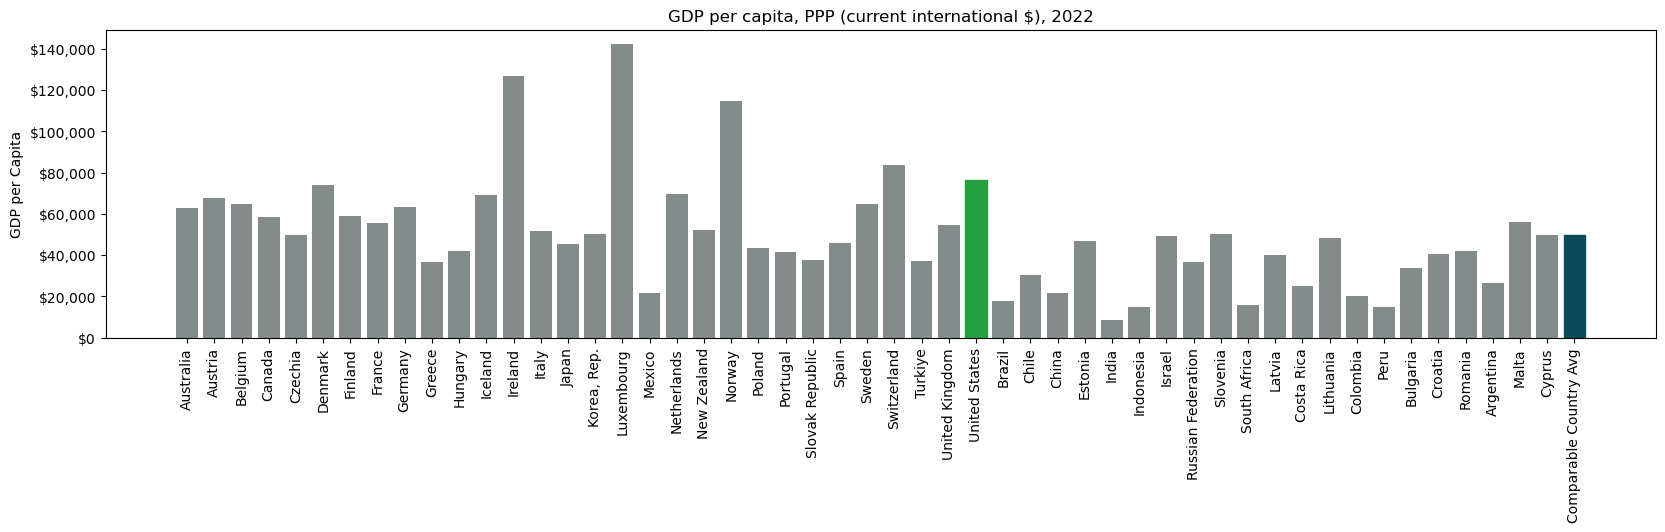 GDP per capita, PPP (current international $), 2022
GDP per Capita
$140,000
$120,000
$100,000
$80,000
$60,000
$40,000
$20,000
$0
Australia
Austria
Belgium
Canada
Czechia
Denmark
Finland
France
Germany
Greece
Hungary
Iceland
Ireland
Italy
Japan
Korea, Rep.
Luxembourg
Mexico
Netherlands
New Zealand
Norway
Poland
Portugal
Slovak Republic
Spain
Sweden
Switzerland
Turkiye
United Kingdom
United States
Brazil
Chile
China
Estonia
India
Indonesia
Israel
Russian Federation
Slovenia
South Africa
Latvia
Costa Rica
Lithuania
Colombia
Peru
Bulgaria
Croatia
Romania
Argentina
Malta
Cyprus
Comparable Country Avg